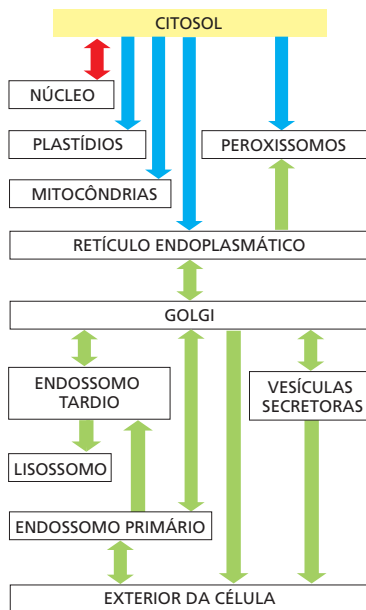 CITOSOL
NÚCLEO
PLASTÍDIOS
PEROXISSOMOS
MITOCÔNDRIAS
RETÍCULO ENDOPLASMÁTICO
GOLGI
ENDOSSOMO
TARDIO
VESÍCULAS
SECRETORAS
LISOSSOMO
ENDOSSOMO PRIMÁRIO
EXTERIOR DA CÉLULA